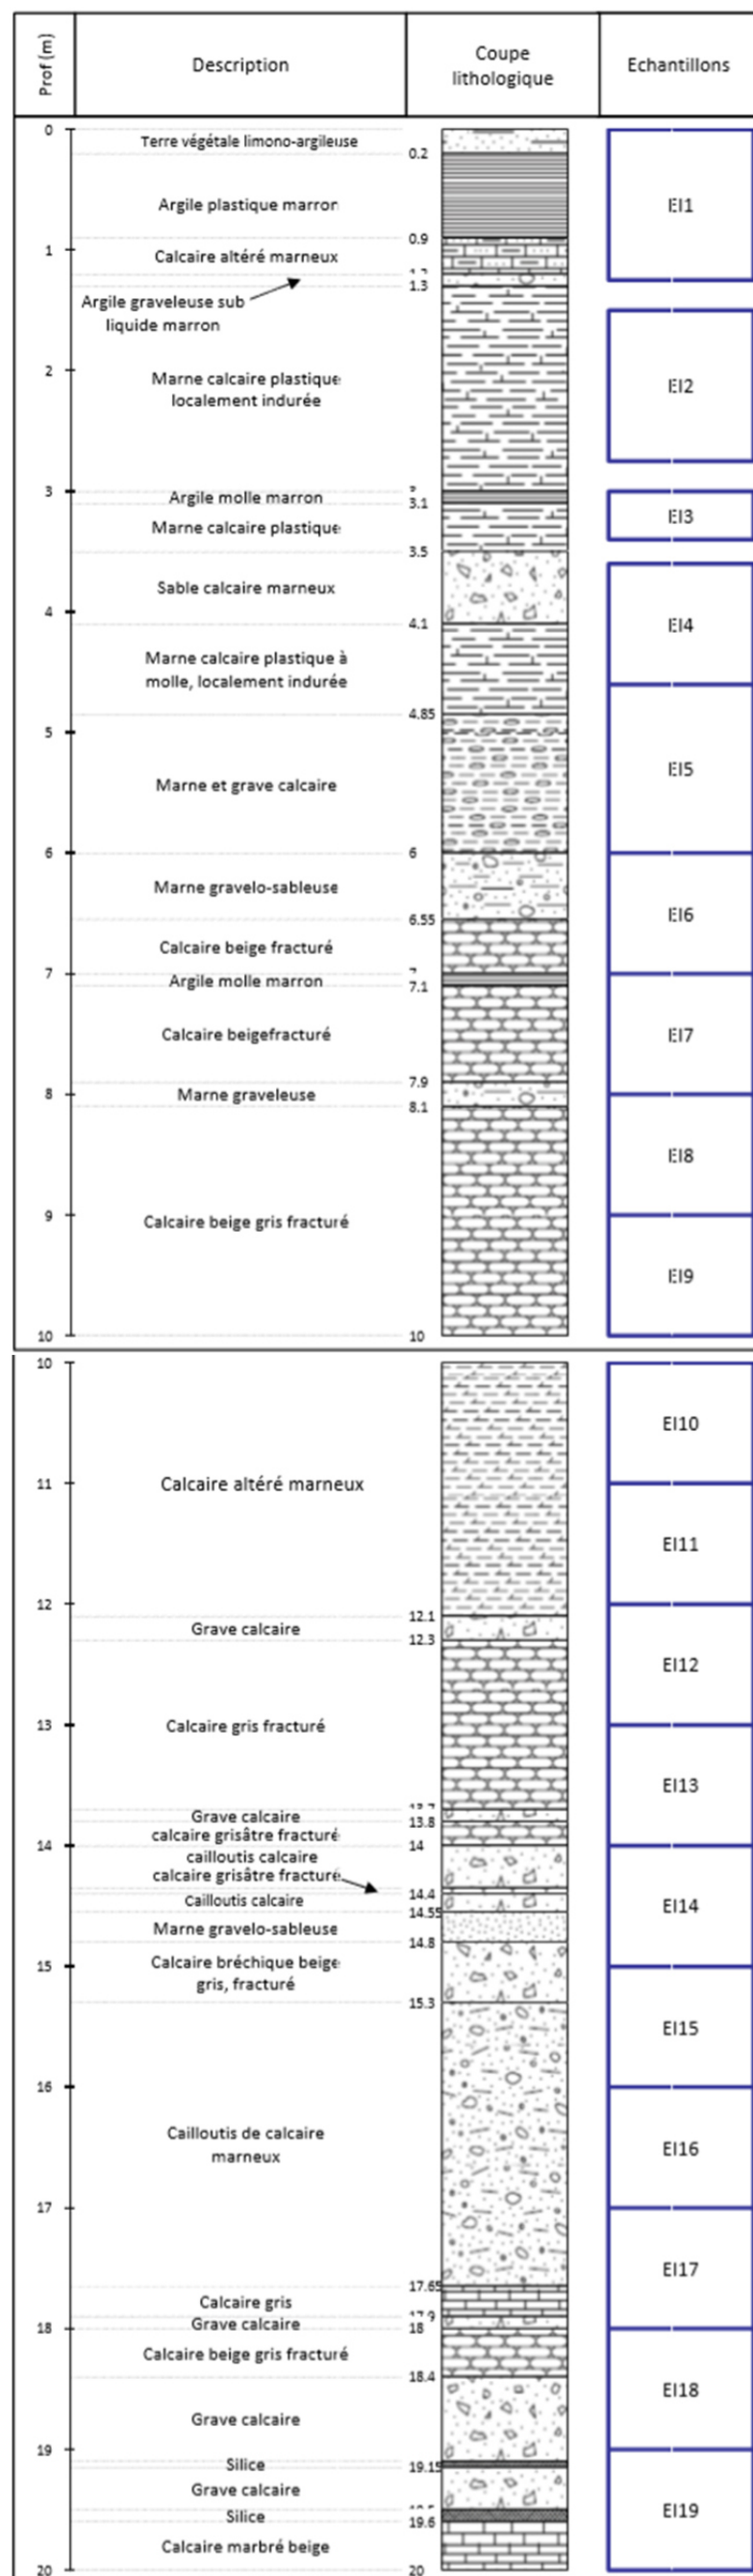 Prof (m)
Description
Coupe
lithologique
Echantillons
0
Terre végétale limono-argileuse
0.2
Argile plastique marron
EI1
0.9
1
Calcaire altéré marneux
1.3
Argile graveleuse sub
liquide marron
2
Marne calcaire plastique
localement indurée
EI2
3
Argile molle marron
3.1
EI3
Marne calcaire plastique
3.5
Sable calcaire marneux
4
4.1
EI4
Marne calcaire plastique à
molle, localement indurée
4.85
5
EI5
Marne et grave calcaire
6
6
Marne gravelo-sableuse
EI6
6.55
Calcaire beige fracturé
7
Argile molle marron
7.1
Calcaire beigefracturé
EI7
7.9
8
Marne graveleuse
8.1
EI8
9
Calcaire beige gris fracturé
EI9
10
10
10
EI10
11
Calcaire altéré marneux
EI11
12
12.1
Grave calcaire
12.3
EI12
13
Calcaire gris fracturé
EI13
Grave calcaire
13.8
calcaire grisâtre fracturé
14
14
cailloutis calcaire
calcaire grisâtre fracturé
14.4
Cailloutis calcaire
EI14
14.55
Marne gravelo-sableuse
14.8
15
Calcaire bréchique beige
gris, fracturé
15.3
EI15
16
Cailloutis de calcaire
marneux
EI16
17
EI17
17.65
Calcaire gris
17.9
Grave calcaire
18
18
Calcaire beige gris fracturé
18.4
EI18
Grave calcaire
19
Silice
19.15
Grave calcaire
EI19
Silice
19.6
Calcaire marbré beige
20
20